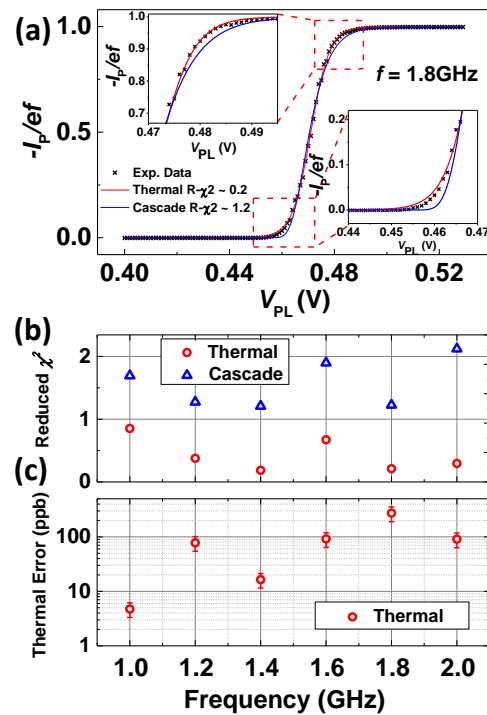 (a)
-I_P/ef
1.0
0.5
0.0
0.40 0.44 0.48 0.52
V_PL (V)
f = 1.8GHz
-I_P/ef
1.0
0.9
0.8
0.7
0.47 0.48 0.49
V_PL (V)
-I_P/ef
0.2
0.1
0.0
0.44 0.45 0.46 0.47
V_PL (V)
Exp. Data
Thermal R-χ2 ~ 0.2
Cascade R-χ2 ~ 1.2
(b)
Reduced χ²
2
1
0
Thermal
Cascade
(c)
Thermal Error (ppb)
100
10
1
Thermal
1.0 1.2 1.4 1.6 1.8 2.0
Frequency (GHz)